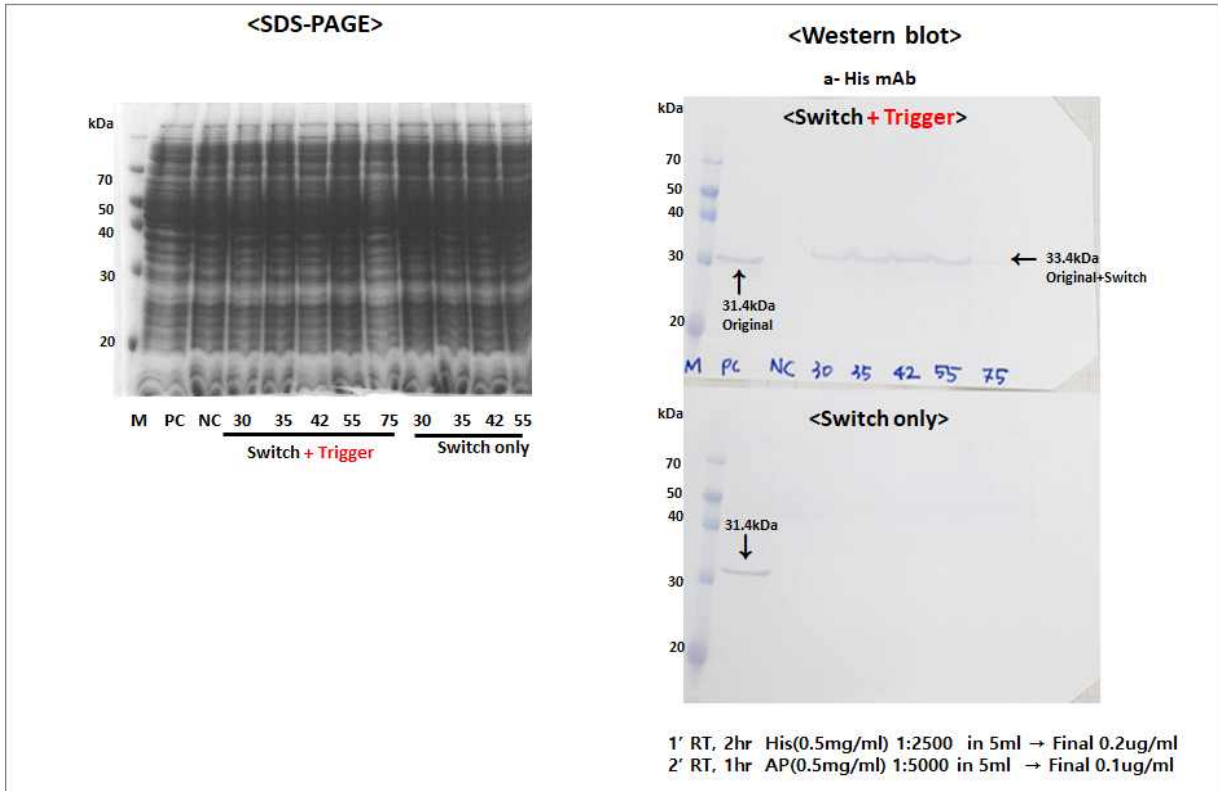 <SDS-PAGE>
kDa
70
50
40
30
20
M PC NC 30 35 42 55 75 30 35 42 55
Switch + Trigger
Switch only
<Western blot>
a- His mAb
kDa
<Switch + Trigger>
70
50
40
30
20
31.4kDa
Original
33.4kDa
Original+Switch
M PC NC 30 35 42 55 75
kDa
<Switch only>
70
50
40
31.4kDa
30
20
1’ RT, 2hr His(0.5mg/ml) 1:2500 in 5ml → Final 0.2ug/ml
2’ RT, 1hr AP(0.5mg/ml) 1:5000 in 5ml → Final 0.1ug/ml